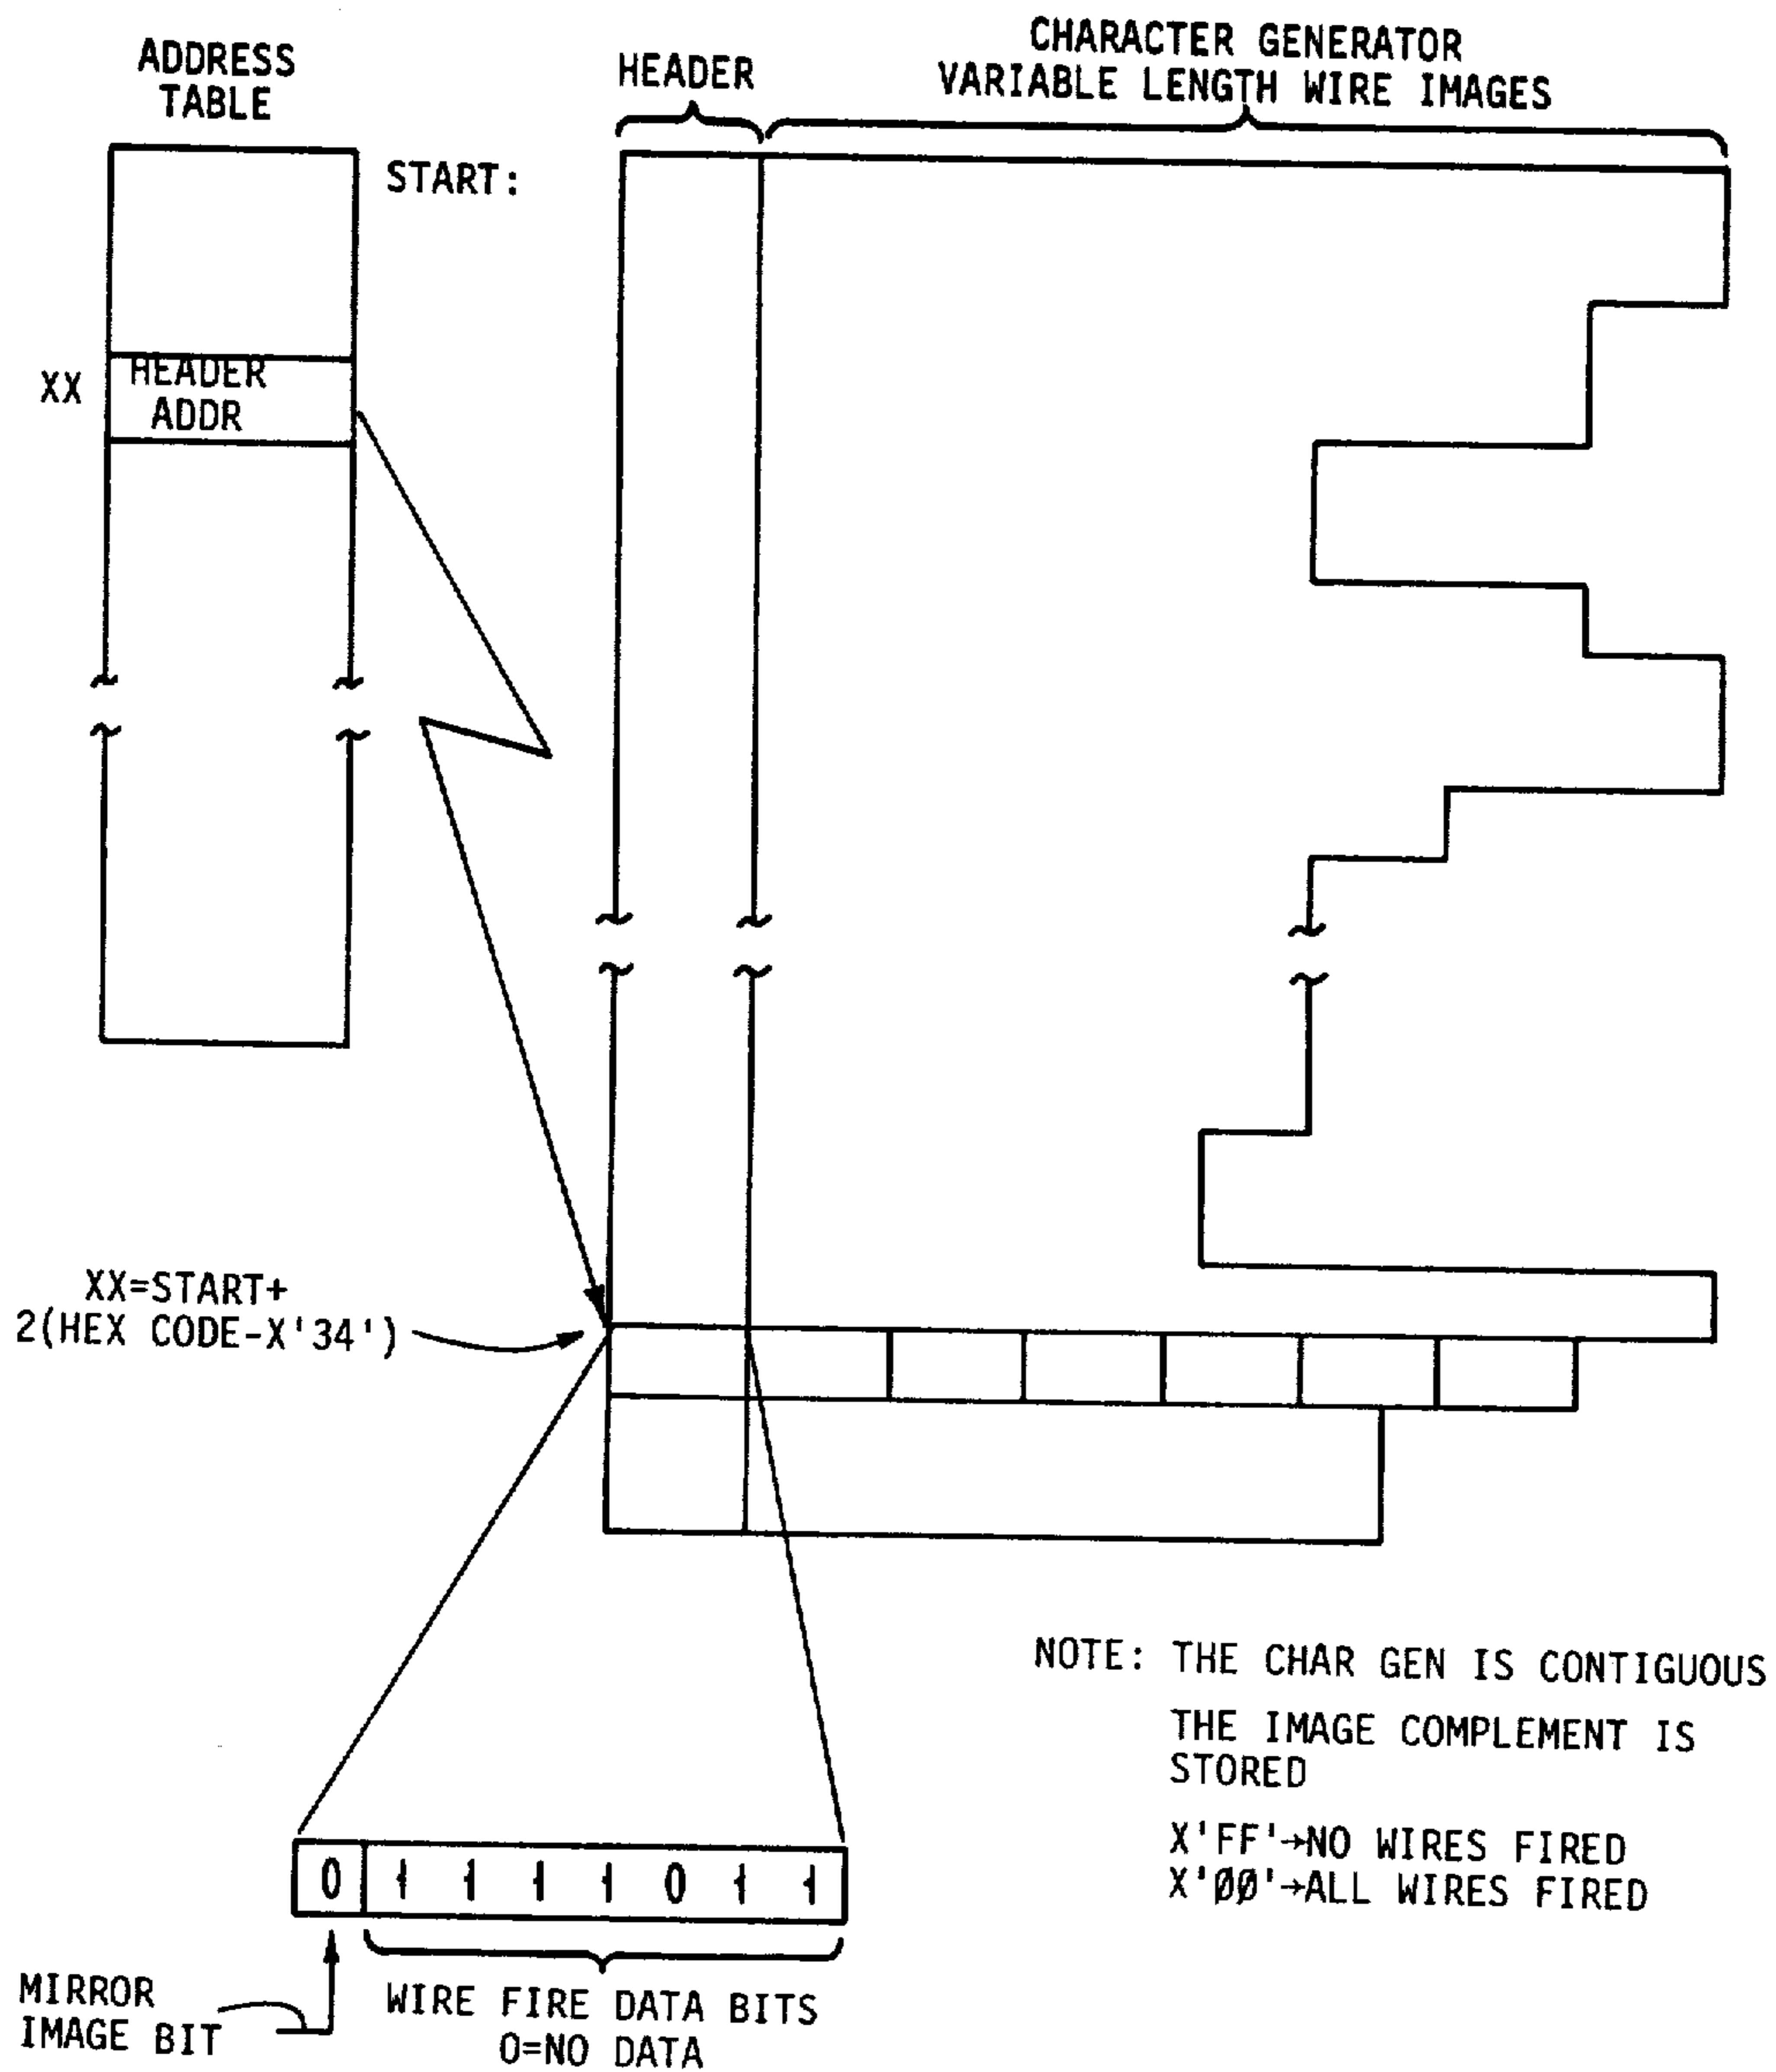 ADDRESS
TABLE
HEADER
CHARACTER GENERATOR
VARIABLE LENGTH WIRE IMAGES
START:
XX
HEADER
ADDR
XX=START+
2(HEX CODE-X'34')
NOTE: THE CHAR GEN IS CONTIGUOUS
THE IMAGE COMPLEMENT IS
STORED
X'FF'→NO WIRES FIRED
X'ØØ'→ALL WIRES FIRED
0 1 1 1 1 0 1 1
MIRROR
IMAGE BIT
WIRE FIRE DATA BITS
0=NO DATA